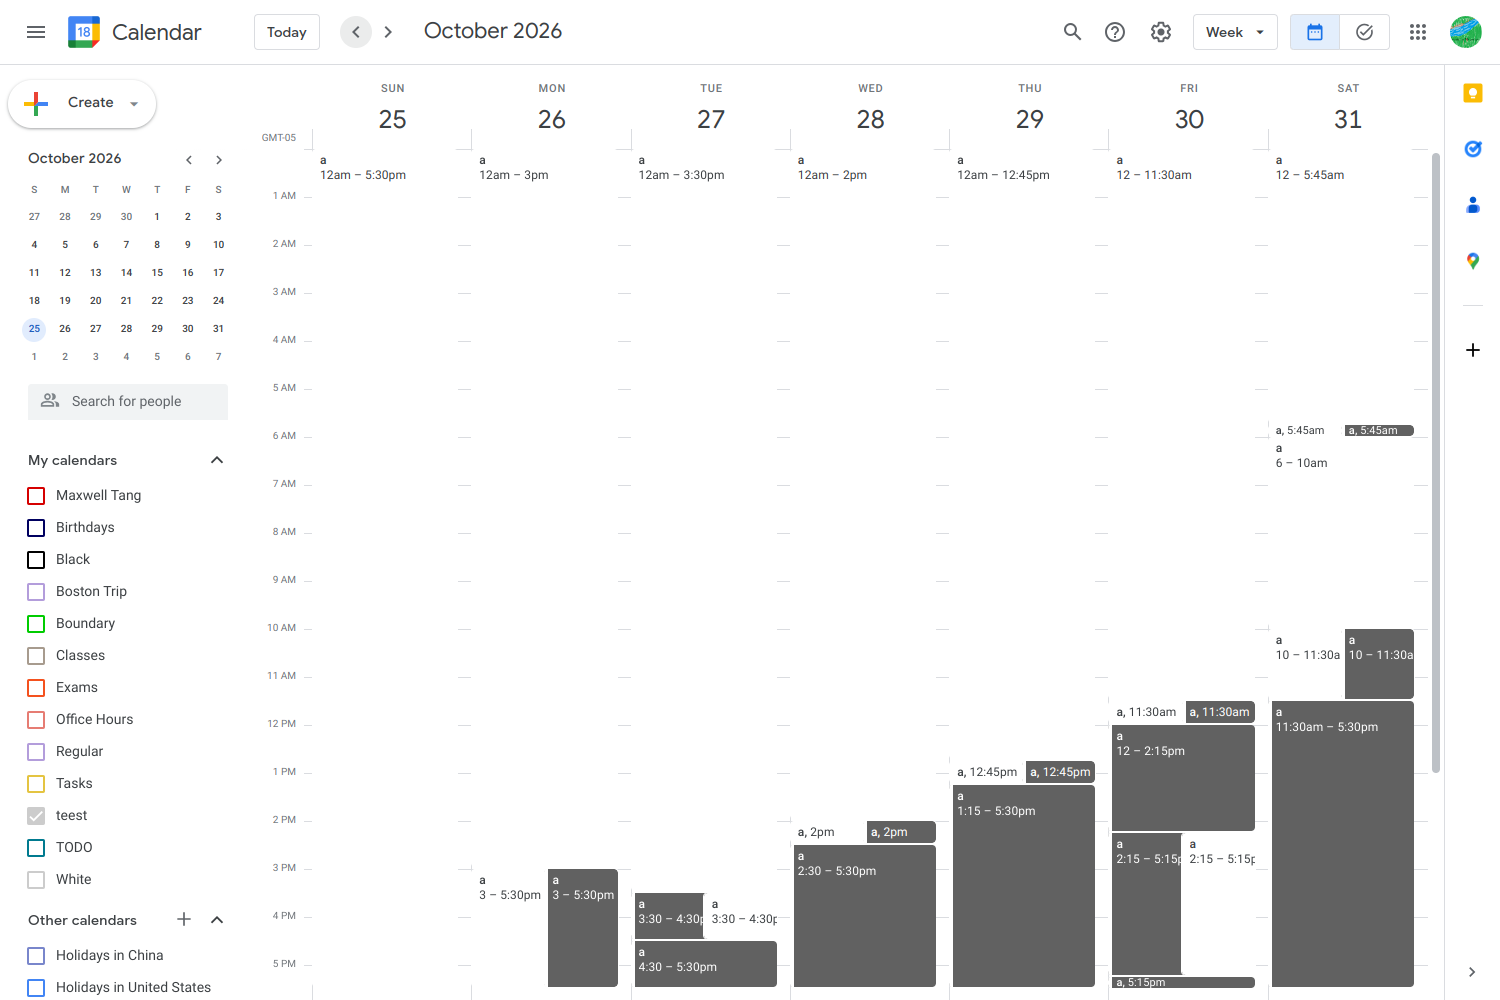 18 Calendar Today October 2026 Week
Create
October 2026
S M T W T F S
27 28 29 30 1 2 3
4 5 6 7 8 9 10
11 12 13 14 15 16 17
18 19 20 21 22 23 24
25 26 27 28 29 30 31
1 2 3 4 5 6 7
Search for people
My calendars
Maxwell Tang
Birthdays
Black
Boston Trip
Boundary
Classes
Exams
Office Hours
Regular
Tasks
teest
TODO
White
Other calendars
Holidays in China
Holidays in United States
GMT-05
SUN MON TUE WED THU FRI SAT
25 26 27 28 29 30 31
1 AM
2 AM
3 AM
4 AM
5 AM
6 AM
7 AM
8 AM
9 AM
10 AM
11 AM
12 PM
1 PM
2 PM
3 PM
4 PM
5 PM
a
12am – 5:30pm
a
12am – 3pm
a
3 – 5:30pm
a
3 – 5:30pm
a
12am – 3:30pm
a
3:30 – 4:30p
a
3:30 – 4:30p
a
4:30 – 5:30pm
a
12am – 2pm
a, 2pm
a, 2pm
a
2:30 – 5:30pm
a
12am – 12:45pm
a, 12:45pm
a, 12:45pm
a
1:15 – 5:30pm
a
12 – 11:30am
a, 11:30am
a, 11:30am
a
12 – 2:15pm
a
2:15 – 5:15p
a
2:15 – 5:15p
a, 5:15pm
a
12 – 5:45am
a, 5:45am
a, 5:45am
a
6 – 10am
a
10 – 11:30a
a
10 – 11:30a
a
11:30am – 5:30pm